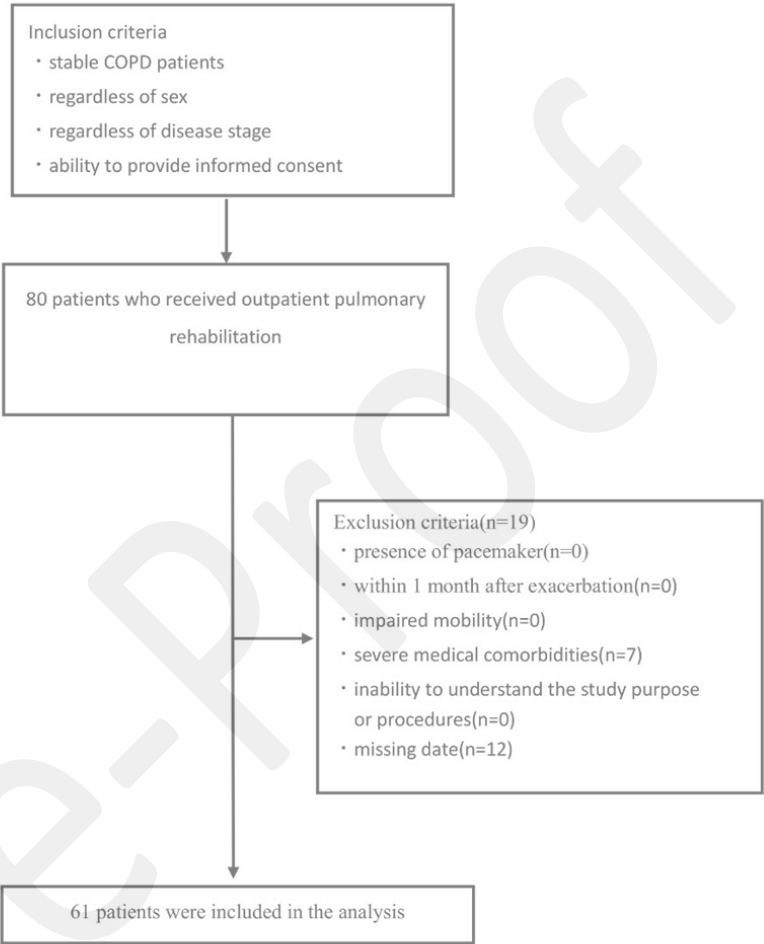 Inclusion criteria
・stable COPD patients
・regardless of sex
・regardless of disease stage
・ability to provide informed consent
80 patients who received outpatient pulmonary
rehabilitation
Exclusion criteria(n=19)
・presence of pacemaker(n=0)
・within 1 month after exacerbation(n=0)
・impaired mobility(n=0)
・severe medical comorbidities(n=7)
・inability to understand the study purpose
or procedures(n=0)
・missing date(n=12)
61 patients were included in the analysis
e-Proof